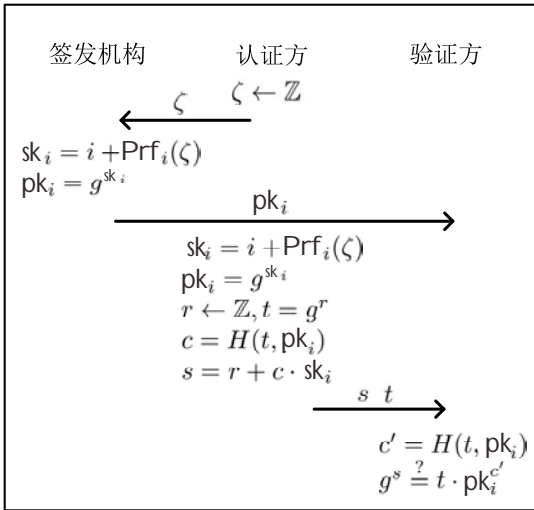 签发机构 认证方 验证方
ζ ← ℤ
ζ
sk_i = i + Prf_i(ζ)
pk_i = g^{sk_i}
pk_i
sk_i = i + Prf_i(ζ)
pk_i = g^{sk_i}
r ← ℤ, t = g^r
c = H(t, pk_i)
s = r + c · sk_i
s t
c′ = H(t, pk_i)
g^s ≟ t · pk_i^{c′}